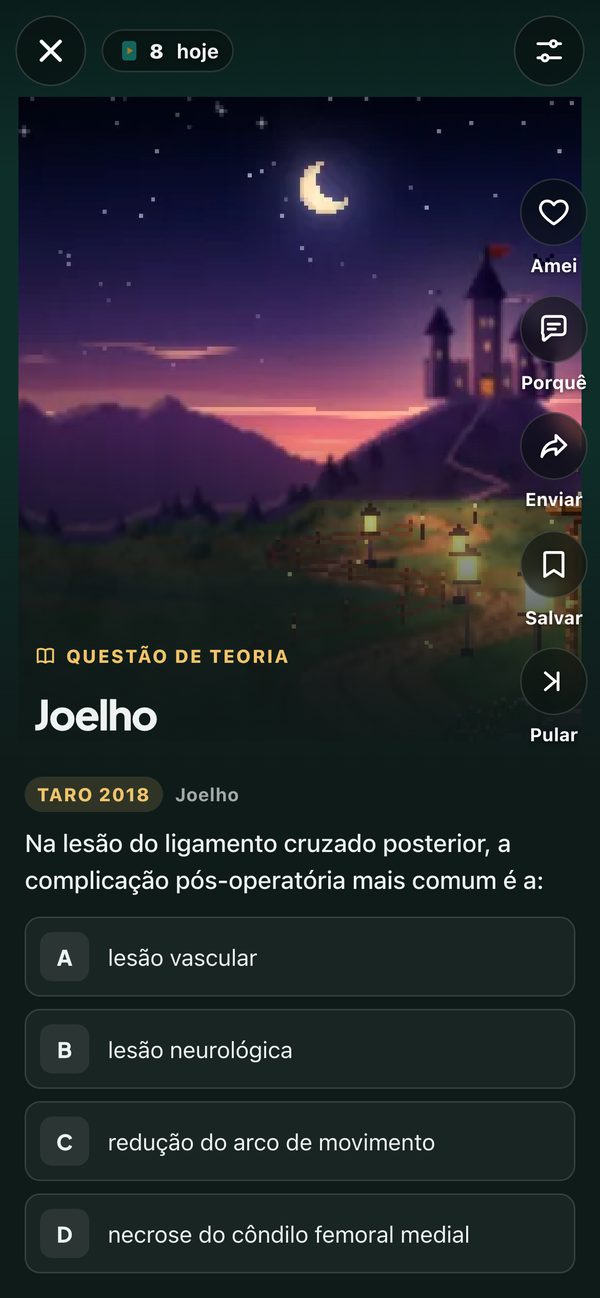 8 hoje
Amei
Porquê
Enviar
Salvar
QUESTÃO DE TEORIA
Joelho
Pular
TARO 2018 Joelho
Na lesão do ligamento cruzado posterior, a
complicação pós-operatória mais comum é a:
A lesão vascular
B lesão neurológica
C redução do arco de movimento
D necrose do côndilo femoral medial